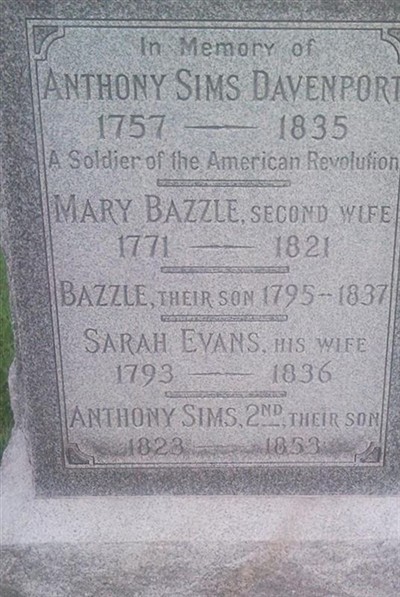 In Memory of
ANTHONY SIMS DAVENPORT
1757 — 1835
A Soldier of the American Revolution
MARY BAZZLE, SECOND WIFE
1771 — 1821
BAZZLE, THEIR SON 1795–1837
SARAH EVANS, HIS WIFE
1793 — 1836
ANTHONY SIMS, 2ND, THEIR SON
1823 — 1853